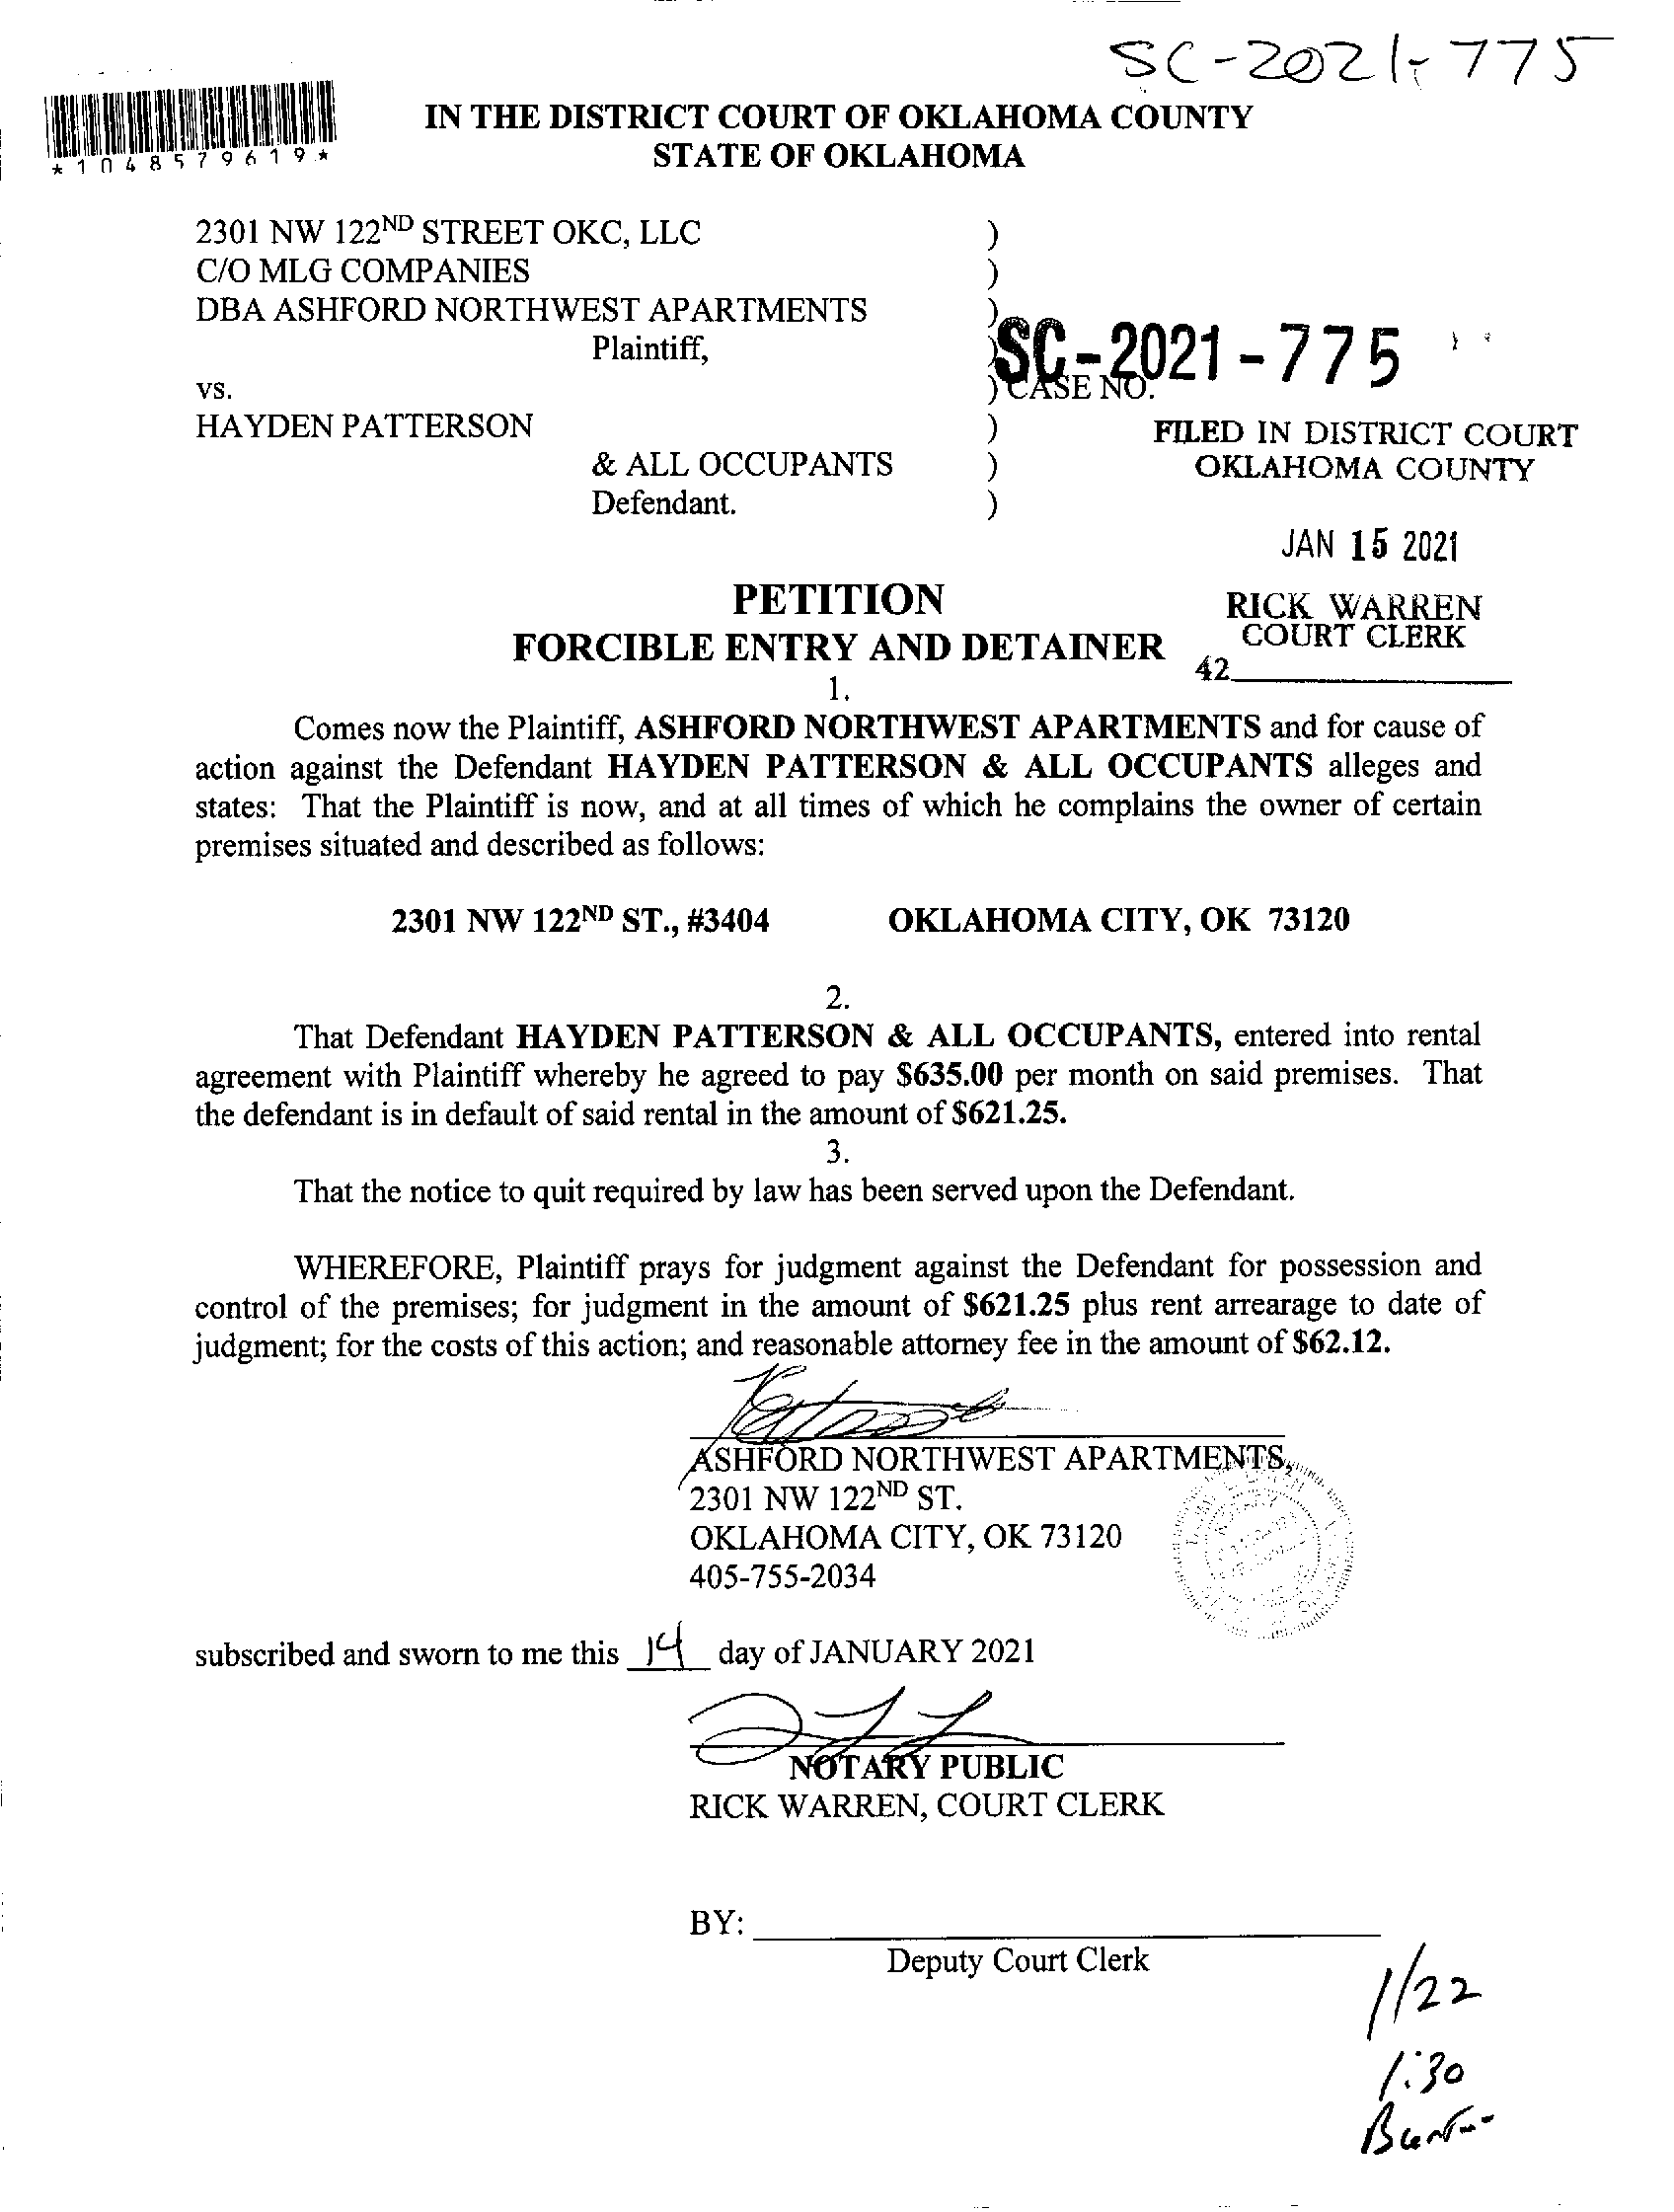 SC-2021-775
*1048579619*
IN THE DISTRICT COURT OF OKLAHOMA COUNTY
STATE OF OKLAHOMA
2301 NW 122ND STREET OKC, LLC )
C/O MLG COMPANIES )
DBA ASHFORD NORTHWEST APARTMENTS )
Plaintiff, )
SC-2021-775
vs. ) CASE NO.
HAYDEN PATTERSON )
& ALL OCCUPANTS )
Defendant. )
FILED IN DISTRICT COURT
OKLAHOMA COUNTY
JAN 15 2021
RICK WARREN
COURT CLERK
42
PETITION
FORCIBLE ENTRY AND DETAINER
1.
Comes now the Plaintiff, ASHFORD NORTHWEST APARTMENTS and for cause of
action against the Defendant HAYDEN PATTERSON & ALL OCCUPANTS alleges and
states: That the Plaintiff is now, and at all times of which he complains the owner of certain
premises situated and described as follows:
2301 NW 122ND ST., #3404 OKLAHOMA CITY, OK 73120
2.
That Defendant HAYDEN PATTERSON & ALL OCCUPANTS, entered into rental
agreement with Plaintiff whereby he agreed to pay $635.00 per month on said premises. That
the defendant is in default of said rental in the amount of $621.25.
3.
That the notice to quit required by law has been served upon the Defendant.
WHEREFORE, Plaintiff prays for judgment against the Defendant for possession and
control of the premises; for judgment in the amount of $621.25 plus rent arrearage to date of
judgment; for the costs of this action; and reasonable attorney fee in the amount of $62.12.
ASHFORD NORTHWEST APARTMENTS,
2301 NW 122ND ST.
OKLAHOMA CITY, OK 73120
405-755-2034
subscribed and sworn to me this 14 day of JANUARY 2021
NOTARY PUBLIC
RICK WARREN, COURT CLERK
BY:
Deputy Court Clerk
1/22
1:30